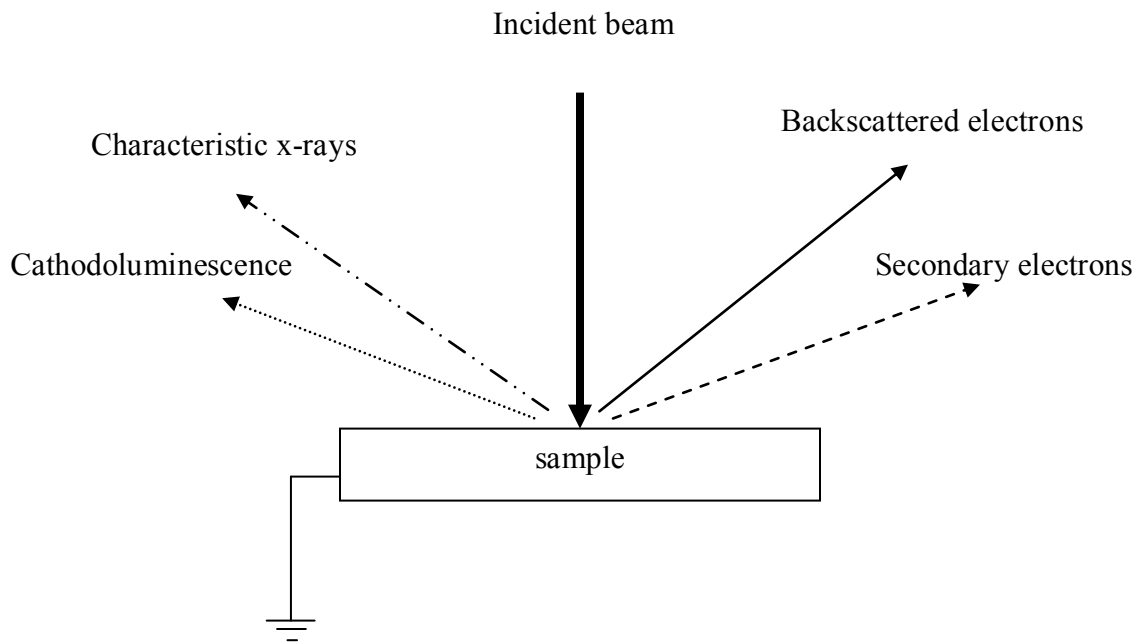 Incident beam
Backscattered electrons
Characteristic x-rays
Cathodoluminescence
Secondary electrons
sample